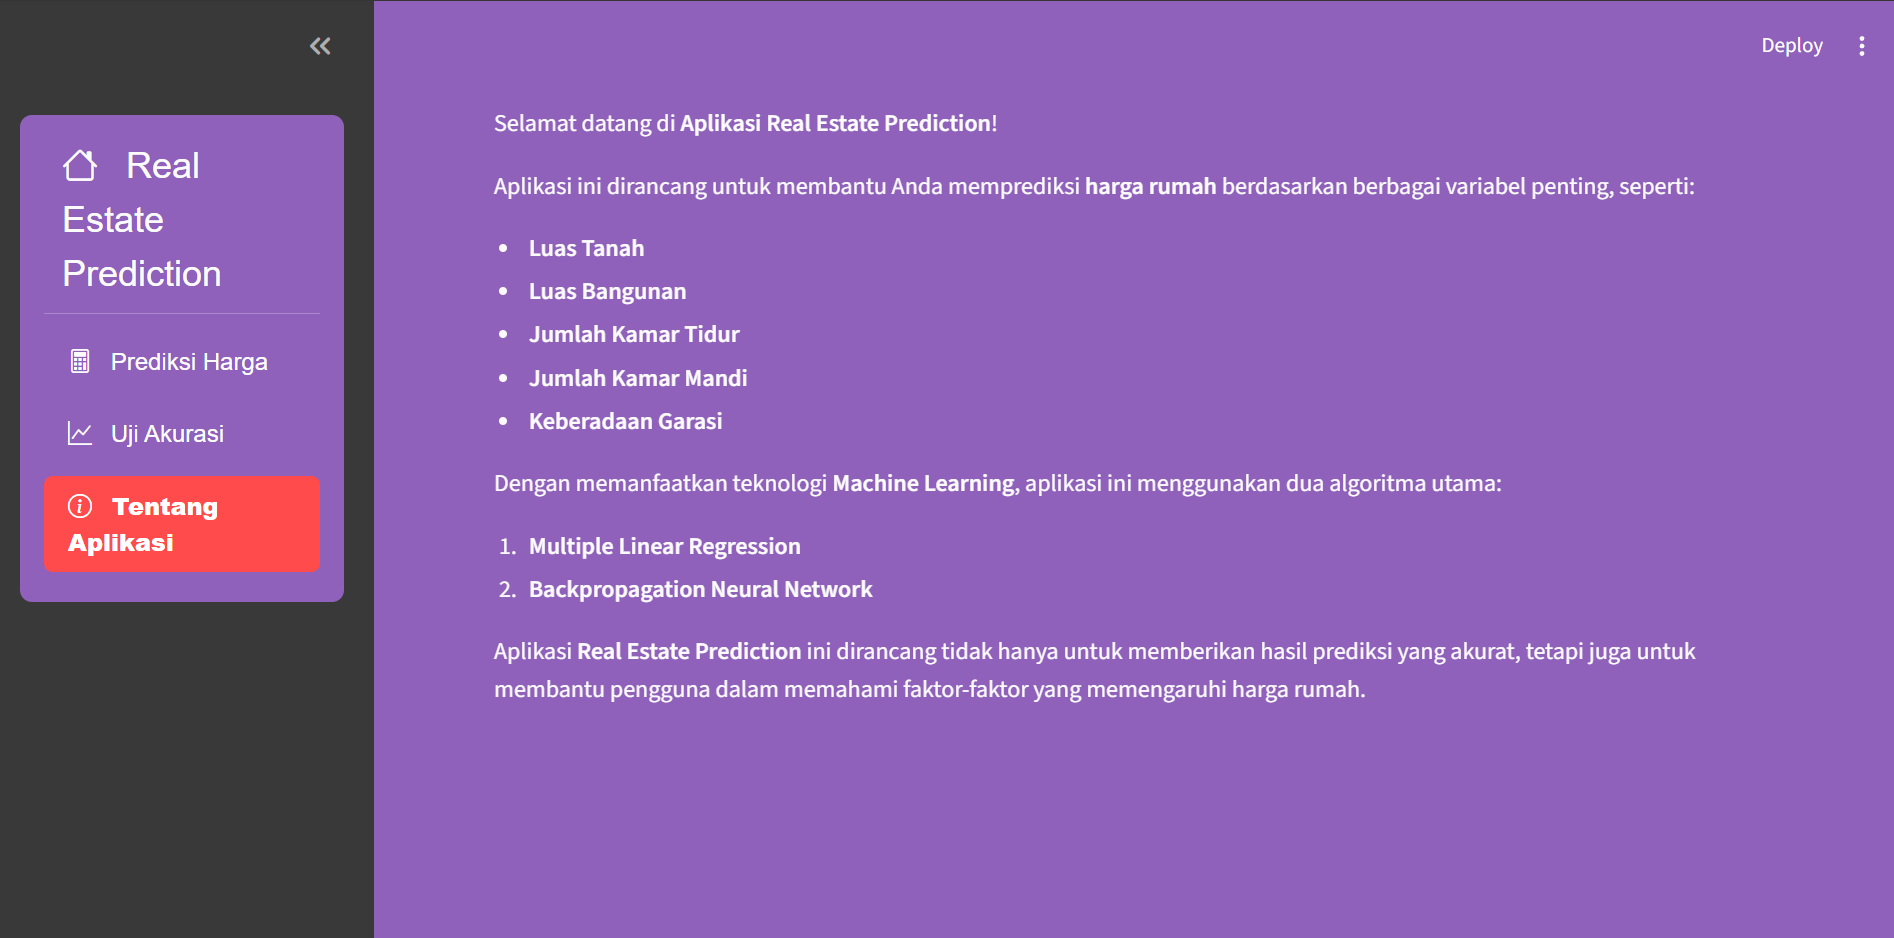 Real
Estate
Prediction
Prediksi Harga
Uji Akurasi
Tentang
Aplikasi
Deploy
Selamat datang di Aplikasi Real Estate Prediction!
Aplikasi ini dirancang untuk membantu Anda memprediksi harga rumah berdasarkan berbagai variabel penting, seperti:
• Luas Tanah
• Luas Bangunan
• Jumlah Kamar Tidur
• Jumlah Kamar Mandi
• Keberadaan Garasi
Dengan memanfaatkan teknologi Machine Learning, aplikasi ini menggunakan dua algoritma utama:
1. Multiple Linear Regression
2. Backpropagation Neural Network
Aplikasi Real Estate Prediction ini dirancang tidak hanya untuk memberikan hasil prediksi yang akurat, tetapi juga untuk
membantu pengguna dalam memahami faktor-faktor yang memengaruhi harga rumah.